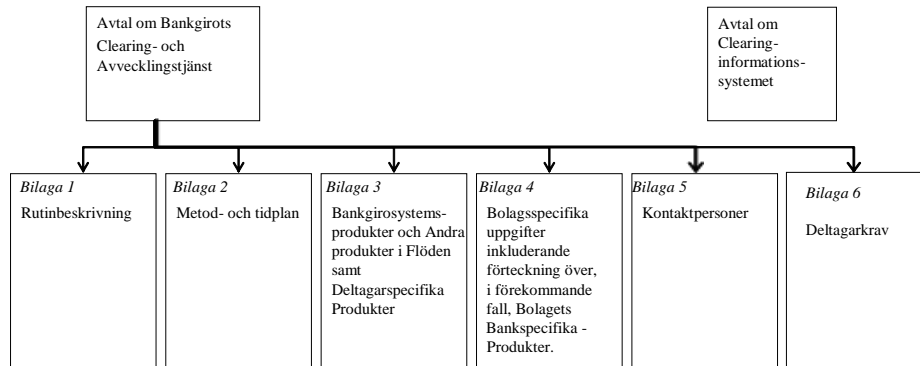 Avtal om Bankgirots
Clearing- och
Avvecklingstjänst
Avtal om
Clearing-
informations-
systemet
Bilaga 1
Rutinbeskrivning
Bilaga 2
Metod- och tidplan
Bilaga 3
Bankgirosystems-
produkter och Andra
produkter i Flöden
samt
Deltagarspecifika
Produkter
Bilaga 4
Bolagsspecifika
uppgifter
inkluderande
förteckning över,
i förekommande
fall, Bolagets
Bankspecifika -
Produkter.
Bilaga 5
Kontaktpersoner
Bilaga 6
Deltagarkrav